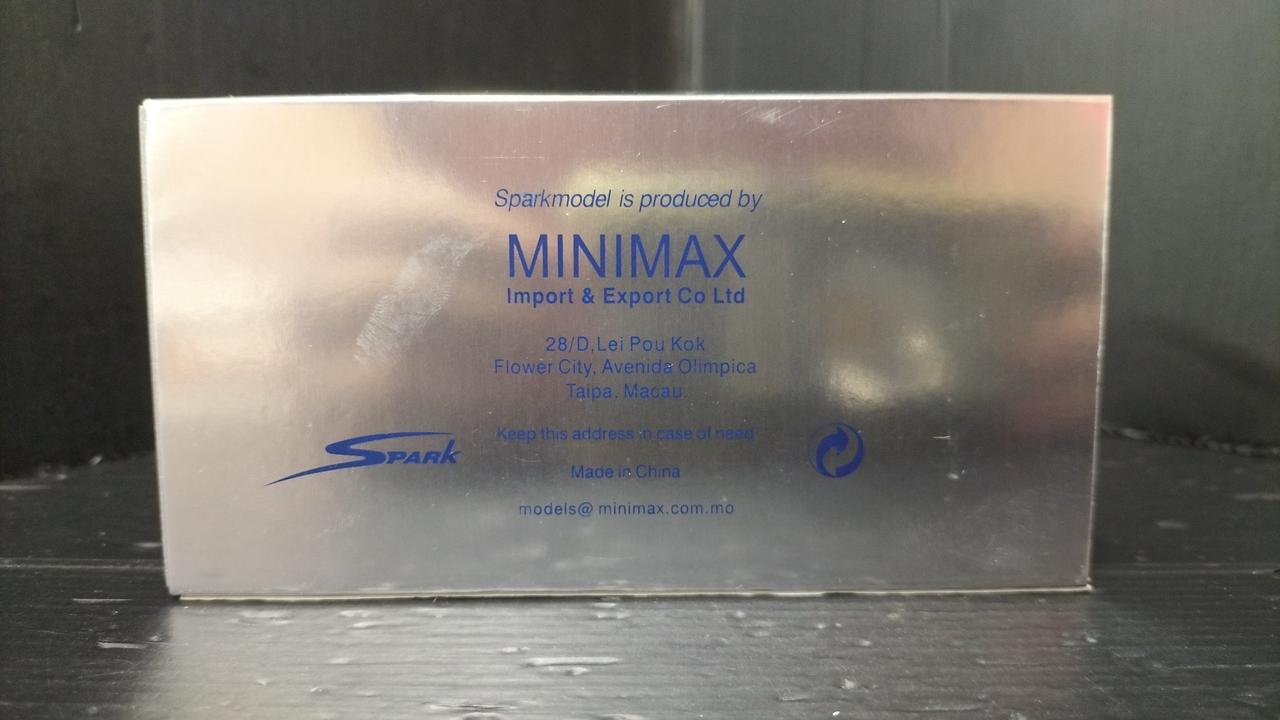 Sparkmodel is produced by
MINIMAX
Import & Export Co Ltd
28/D,Lei Pou Kok
Flower City, Avenida Olimpica
Taipa, Macau.
Keep this address in case of need
SPARK
Made in China
models@ minimax.com.mo